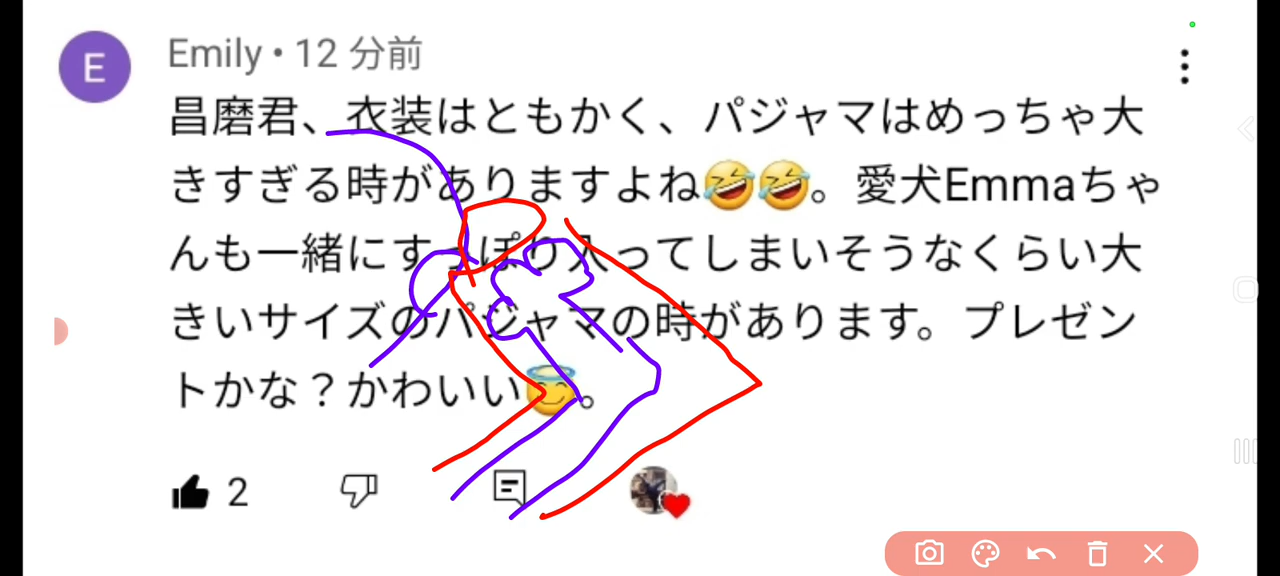 E
Emily • 12 分前
昌磨君、衣装はともかく、パジャマはめっちゃ大
きすぎる時がありますよね🤣🤣。愛犬Emmaちゃ
んも一緒にすっぽり入ってしまいそうなくらい大
きいサイズのパジャマの時があります。プレゼン
トかな？かわいい😇。
2